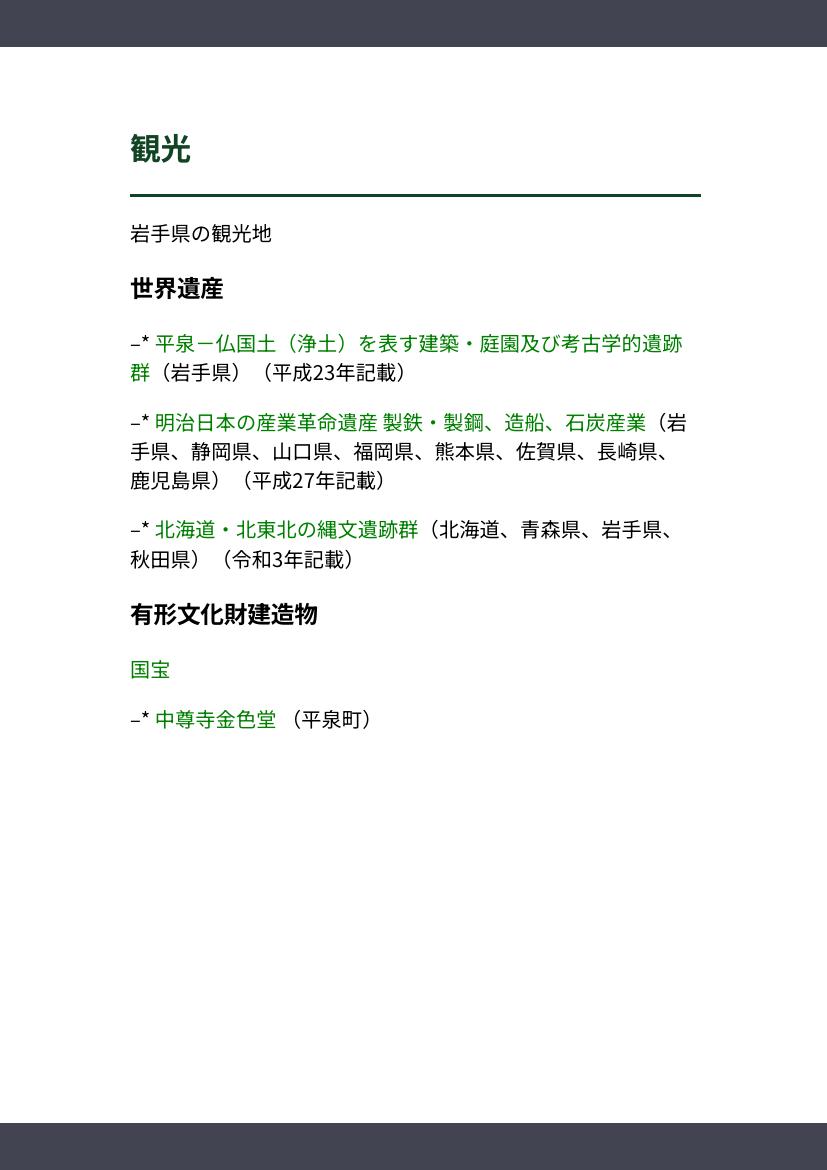 観光
岩手県の観光地
世界遺産
–* 平泉－仏国土（浄土）を表す建築・庭園及び考古学的遺跡
群（岩手県）（平成23年記載）
–* 明治日本の産業革命遺産 製鉄・製鋼、造船、石炭産業（岩
手県、静岡県、山口県、福岡県、熊本県、佐賀県、長崎県、
鹿児島県）（平成27年記載）
–* 北海道・北東北の縄文遺跡群（北海道、青森県、岩手県、
秋田県）（令和3年記載）
有形文化財建造物
国宝
–* 中尊寺金色堂 （平泉町）